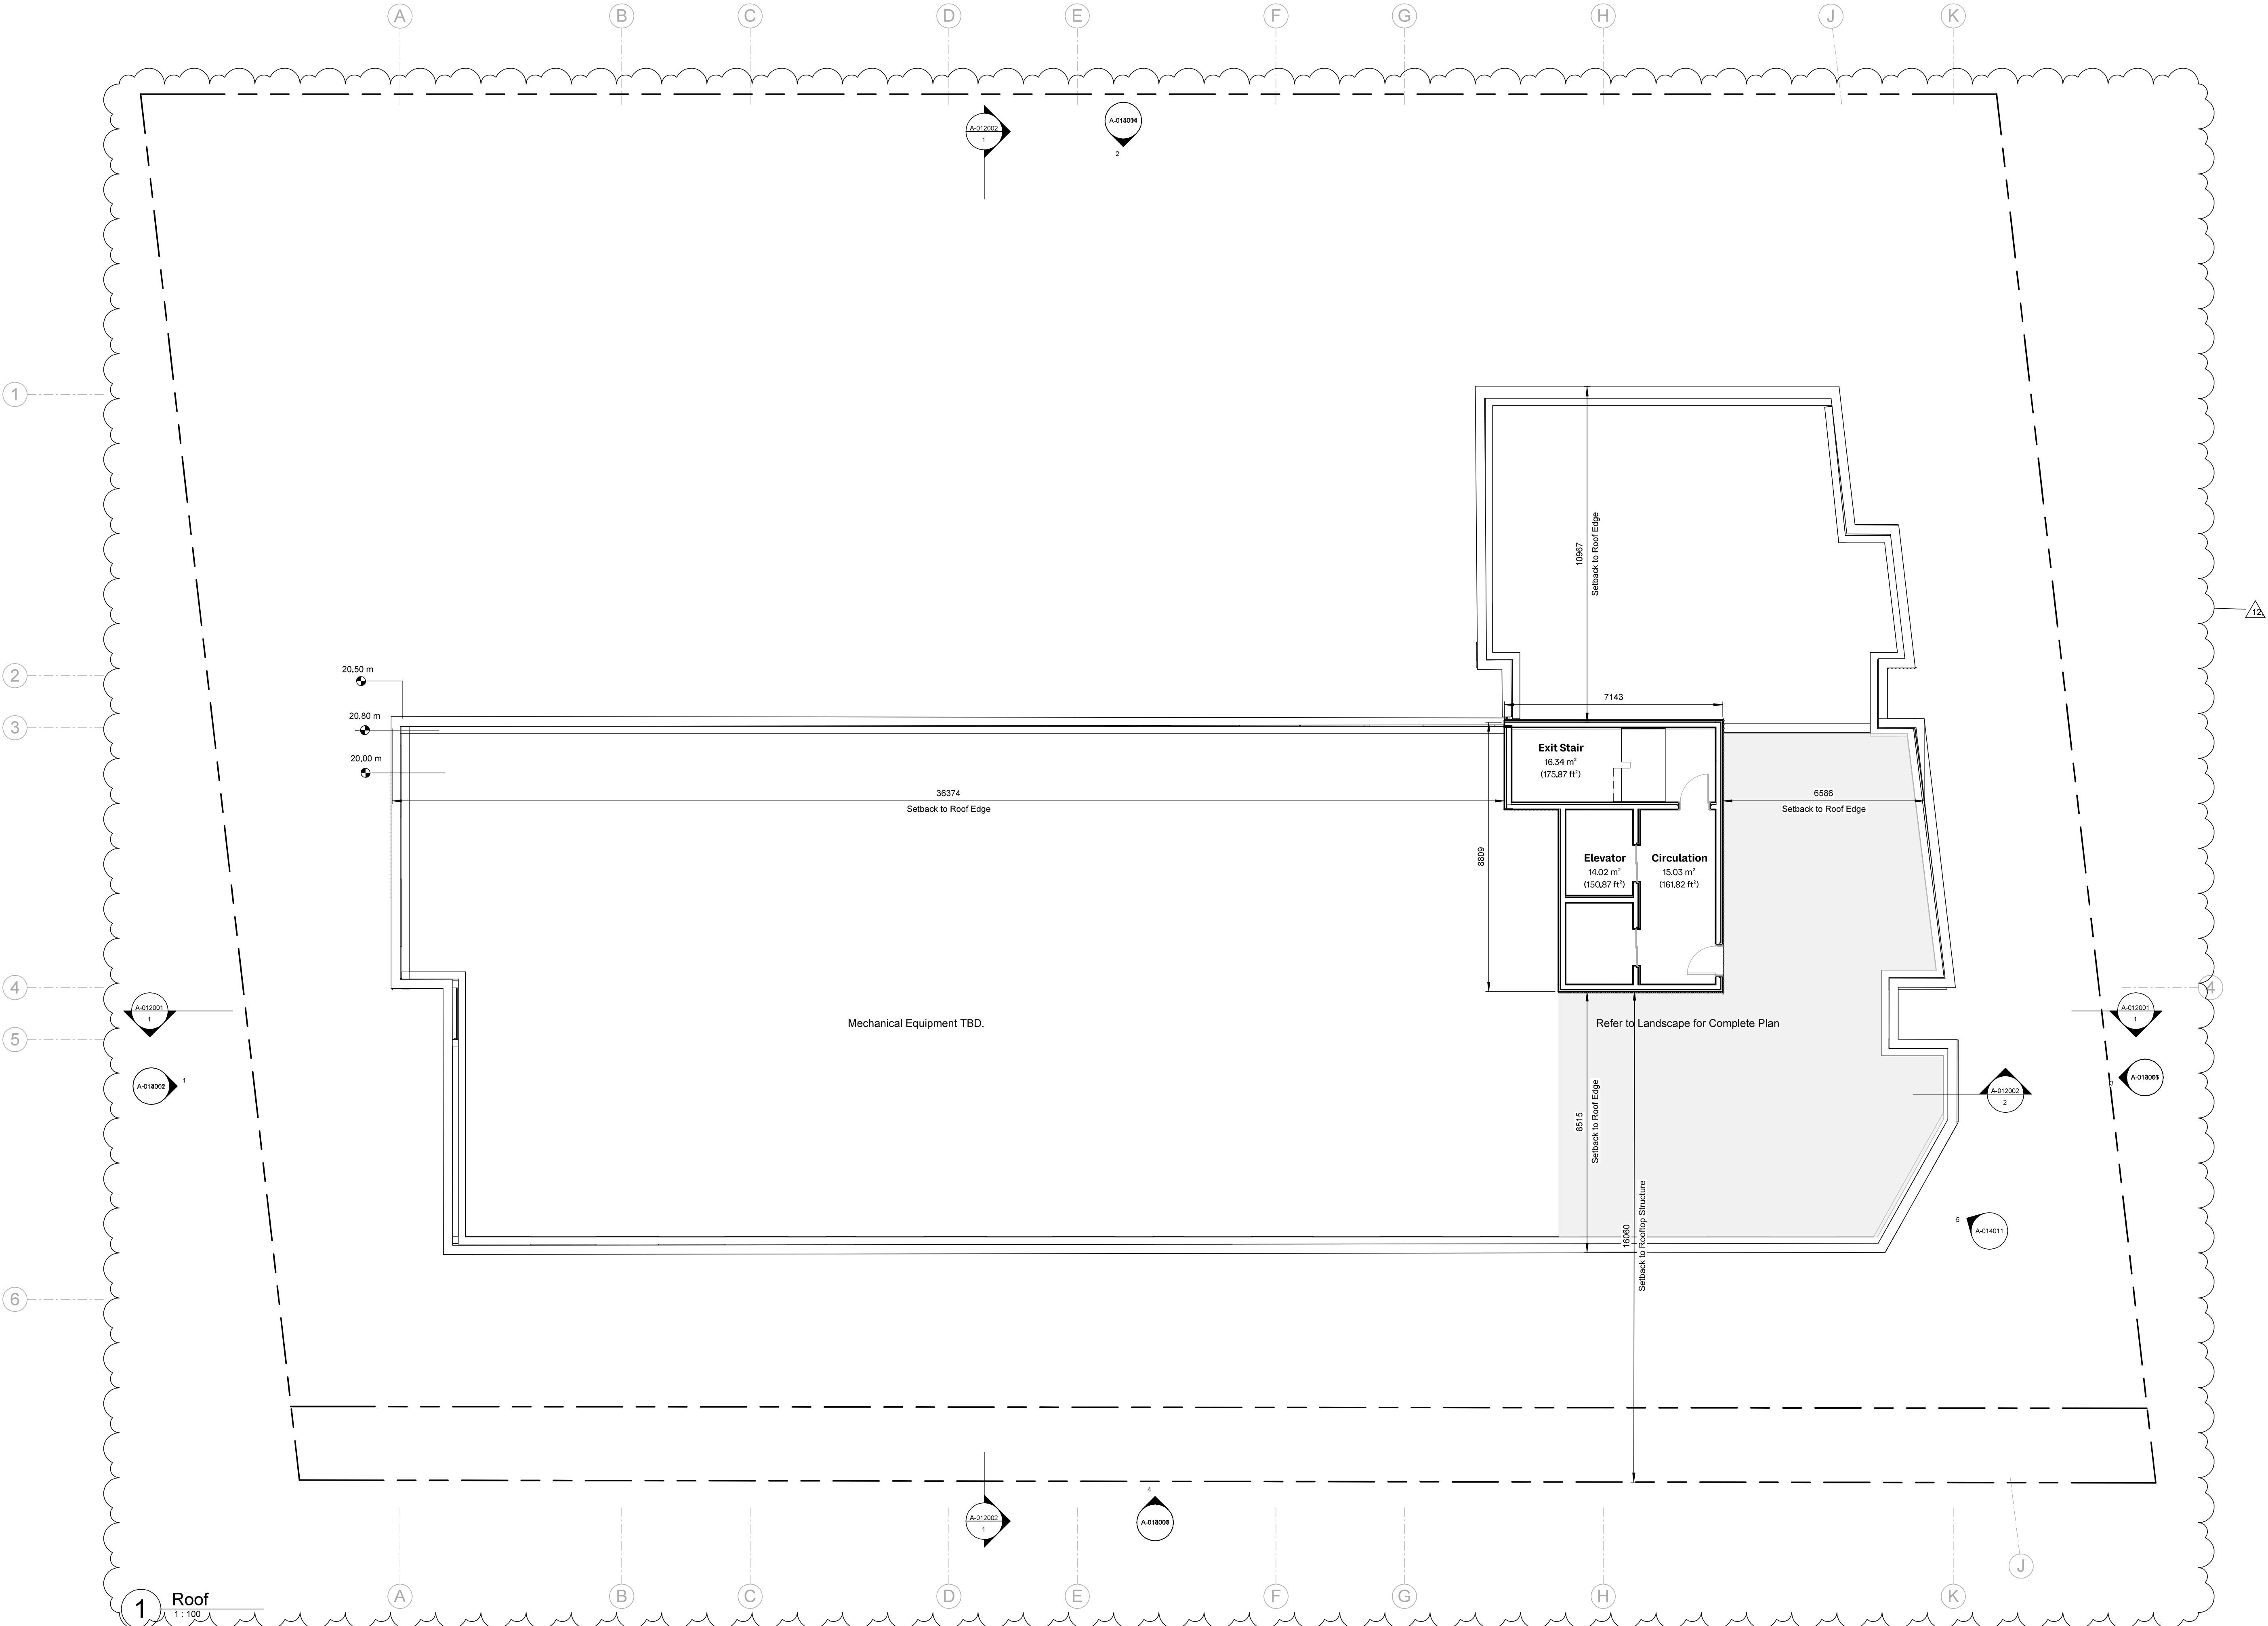 A B C D E F G H J K
A-012002
1
2
1
12
10967
Setback to Roof Edge
20.50 m
2
7143
20.80 m
3
Exit Stair
16.34 m²
(175.87 ft²)
20.00 m
36374
Setback to Roof Edge
6586
Setback to Roof Edge
8809
Elevator
14.02 m²
(150.87 ft²)
Circulation
15.03 m²
(161.82 ft²)
4
4
A-012001
1
A-012001
1
Mechanical Equipment TBD.
Refer to Landscape for Complete Plan
5
1
3
A-012002
2
8515
Setback to Roof Edge
16060
Setback to Rooftop Structure
5
A-014011
6
4
A-012002
1
J
A B C D E F G H K
1
Roof
1 : 100